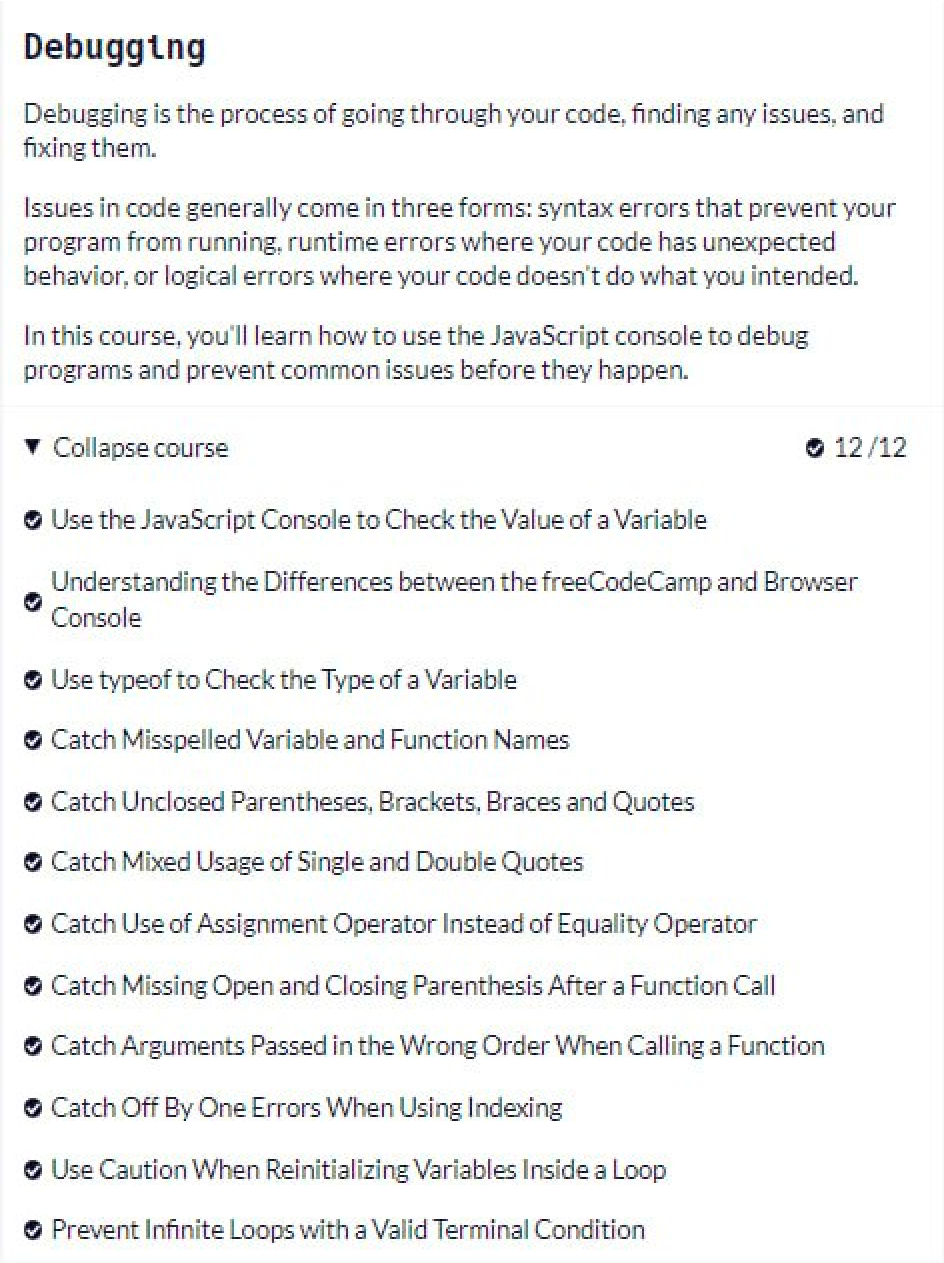 Debugging
Debugging is the process of going through your code, finding any issues, and
fixing them.
Issues in code generally come in three forms: syntax errors that prevent your
program from running, runtime errors where your code has unexpected
behavior, or logical errors where your code doesn't do what you intended.
In this course, you'll learn how to use the JavaScript console to debug
programs and prevent common issues before they happen.
Collapse course 12/12
Use the JavaScript Console to Check the Value of a Variable
Understanding the Differences between the freeCodeCamp and Browser
Console
Use typeof to Check the Type of a Variable
Catch Misspelled Variable and Function Names
Catch Unclosed Parentheses, Brackets, Braces and Quotes
Catch Mixed Usage of Single and Double Quotes
Catch Use of Assignment Operator Instead of Equality Operator
Catch Missing Open and Closing Parenthesis After a Function Call
Catch Arguments Passed in the Wrong Order When Calling a Function
Catch Off By One Errors When Using Indexing
Use Caution When Reinitializing Variables Inside a Loop
Prevent Infinite Loops with a Valid Terminal Condition